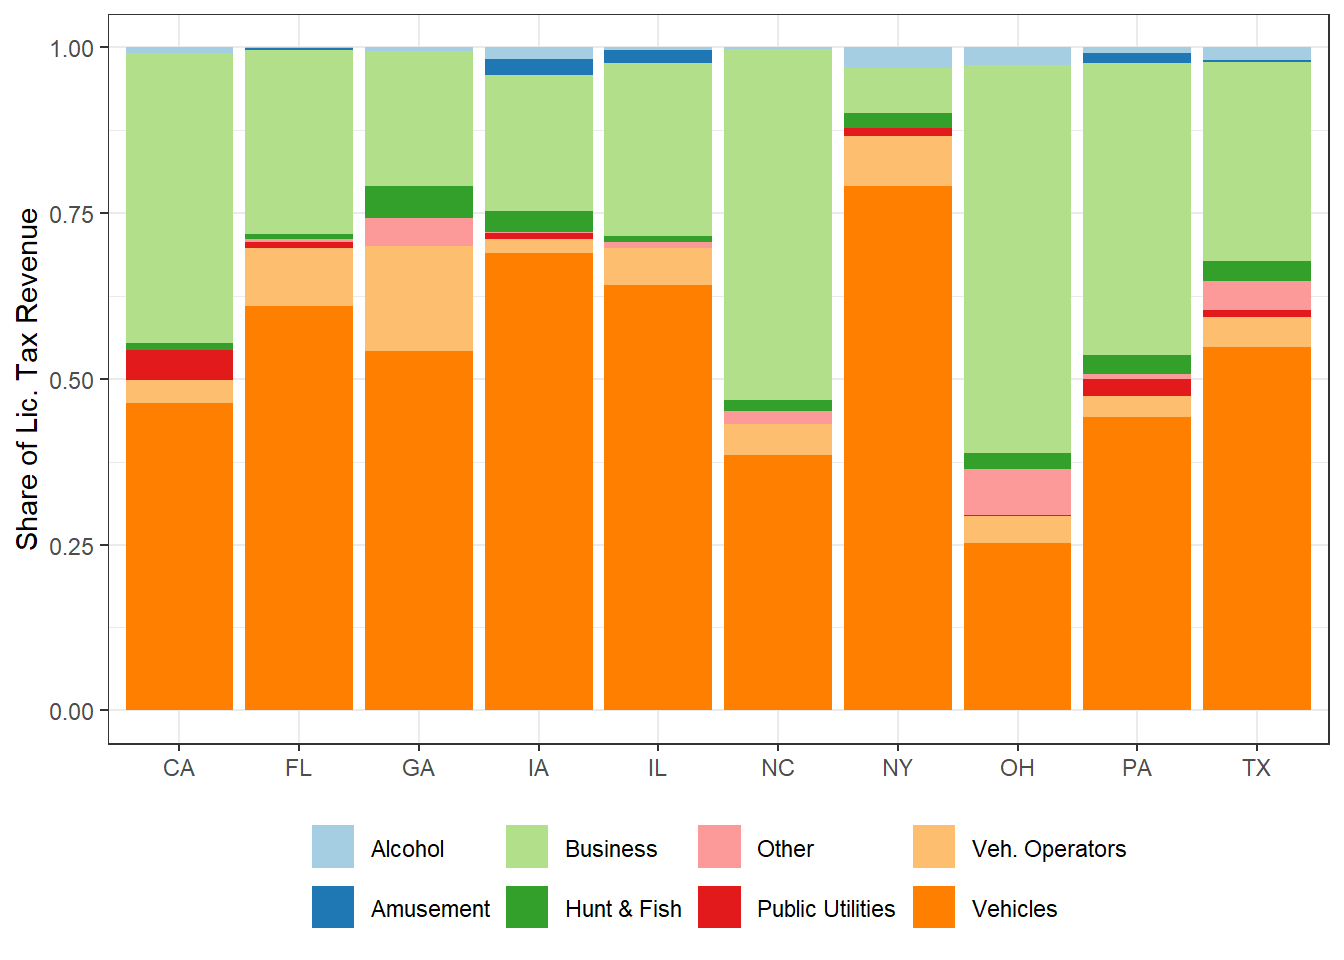 1.00
0.75
0.50
0.25
0.00
Share of Lic. Tax Revenue
CA FL GA IA IL NC NY OH PA TX
Alcohol Business Other Veh. Operators
Amusement Hunt & Fish Public Utilities Vehicles